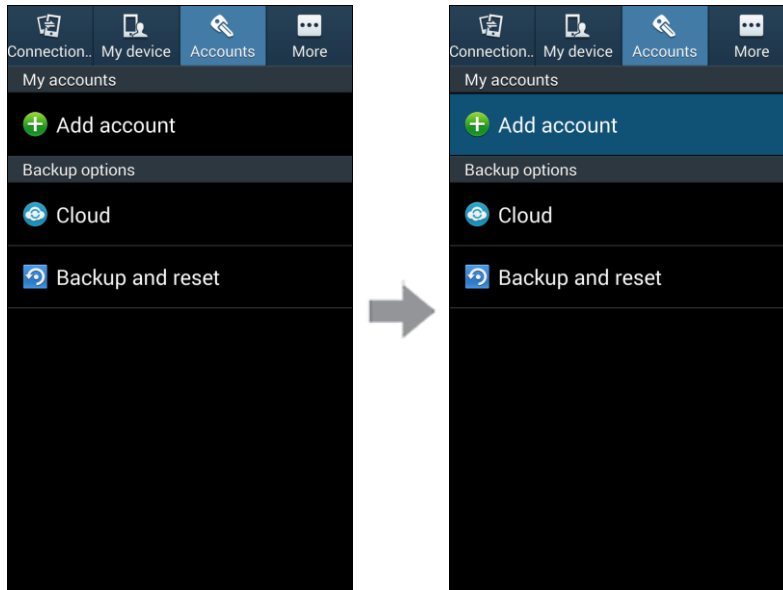 Connection.. My device Accounts More
My accounts
Add account
Backup options
Cloud
Backup and reset
Connection.. My device Accounts More
My accounts
Add account
Backup options
Cloud
Backup and reset